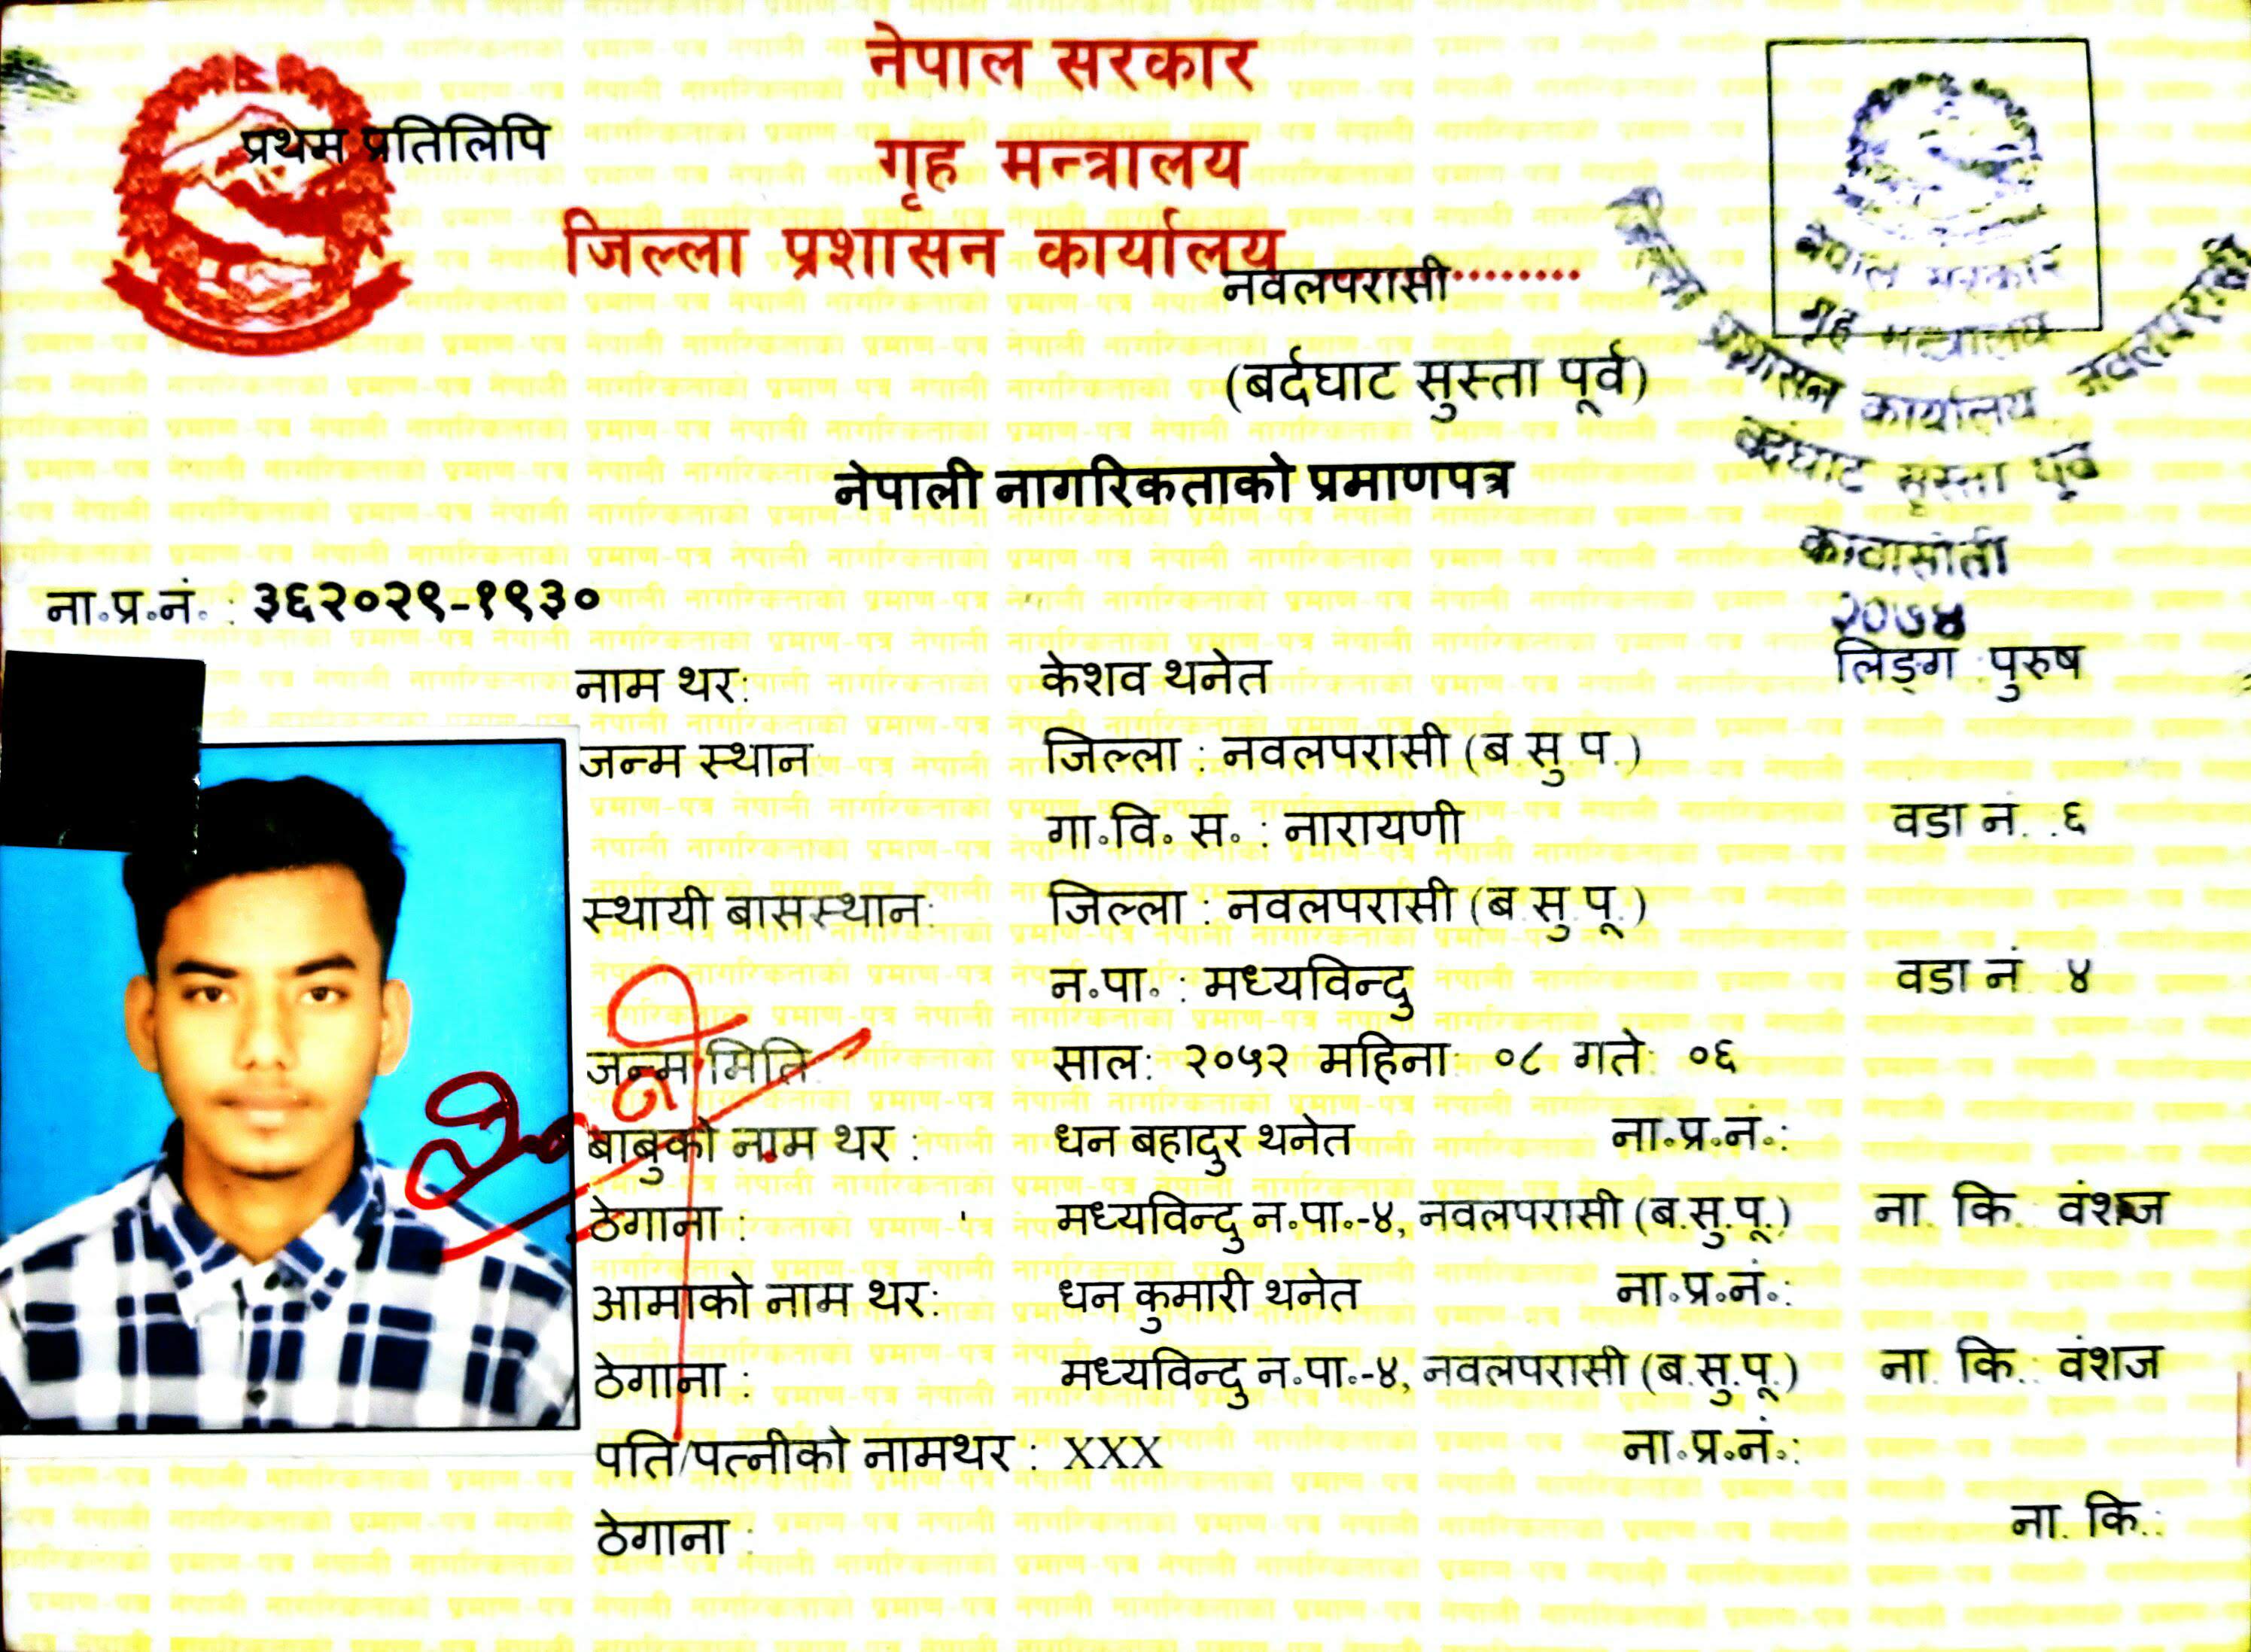 नेपाल सरकार
प्रथम प्रतिलिपि
गृह मन्त्रालय
जिल्ला प्रशासन कार्यालय नवलपरासी........
(बर्दघाट सुस्ता पूर्व)
नेपाल सरकार
गृह मन्त्रालय
जिल्ला प्रशासन कार्यालय नवलपरासी
बर्दघाट सुस्ता पूर्व
कावासोती
२०७४
नेपाली नागरिकताको प्रमाणपत्र
ना.प्र.नं. : ३६२०२९-१९३०
नाम थर: केशव थनेत लिङ्ग : पुरुष
जन्म स्थान जिल्ला : नवलपरासी (ब.सु.प.)
गा.वि. स. : नारायणी वडा नं. .६
स्थायी बासस्थान: जिल्ला : नवलपरासी (ब.सु.पू.)
न.पा. : मध्यविन्दु वडा नं ४
जन्म मिति साल: २०५२ महिना: ०८ गते: ०६
बाबुको नाम थर : धन बहादुर थनेत ना.प्र.नं.:
ठेगाना : मध्यविन्दु न.पा.-४, नवलपरासी (ब.सु.पू.) ना. कि. वंशज
आमाको नाम थर: धन कुमारी थनेत ना.प्र.नं.:
ठेगाना : मध्यविन्दु न.पा.-४, नवलपरासी (ब.सु.पू.) ना. कि.: वंशज
पति/पत्नीको नामथर : XXX ना.प्र.नं.:
ठेगाना : ना. कि.: